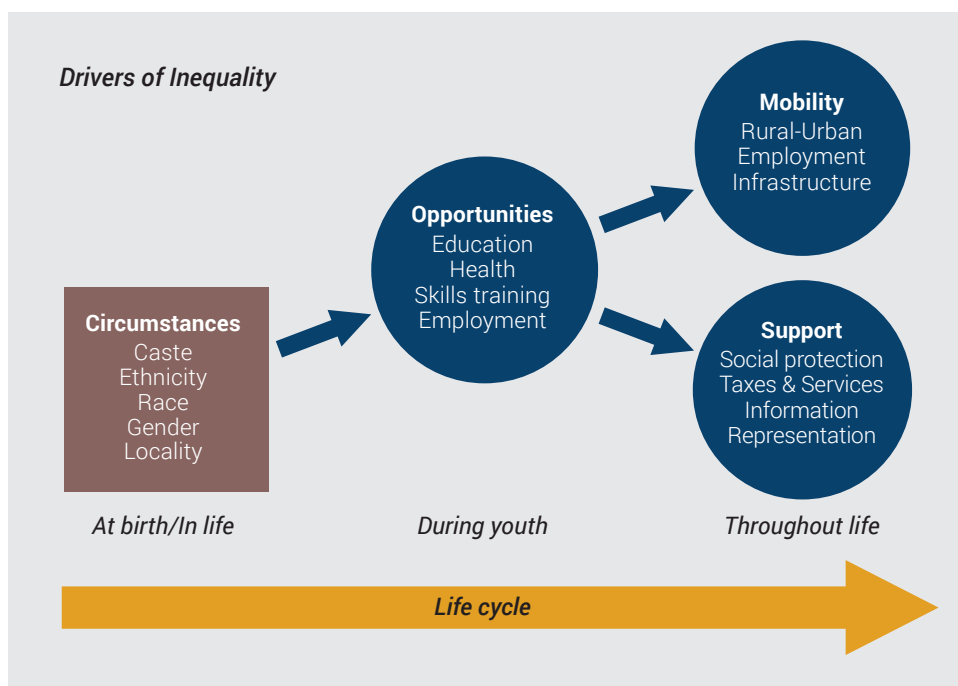 Drivers of Inequality
Circumstances
Caste
Ethnicity
Race
Gender
Locality
Opportunities
Education
Health
Skills training
Employment
Mobility
Rural-Urban
Employment
Infrastructure
Support
Social protection
Taxes & Services
Information
Representation
At birth/In life
During youth
Throughout life
Life cycle